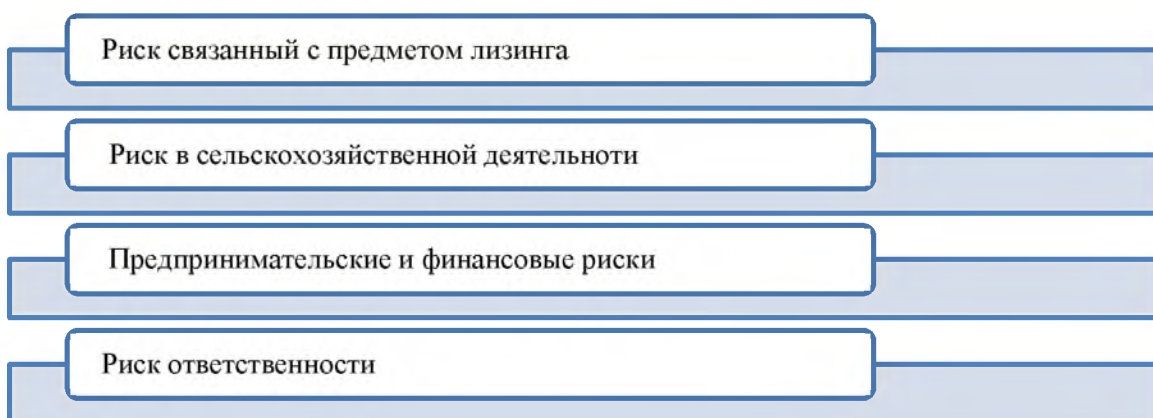 Риск связанный с предметом лизинга
Риск в сельскохозяйственной деятельноти
Предпринимательские и финансовые риски
Риск ответственности